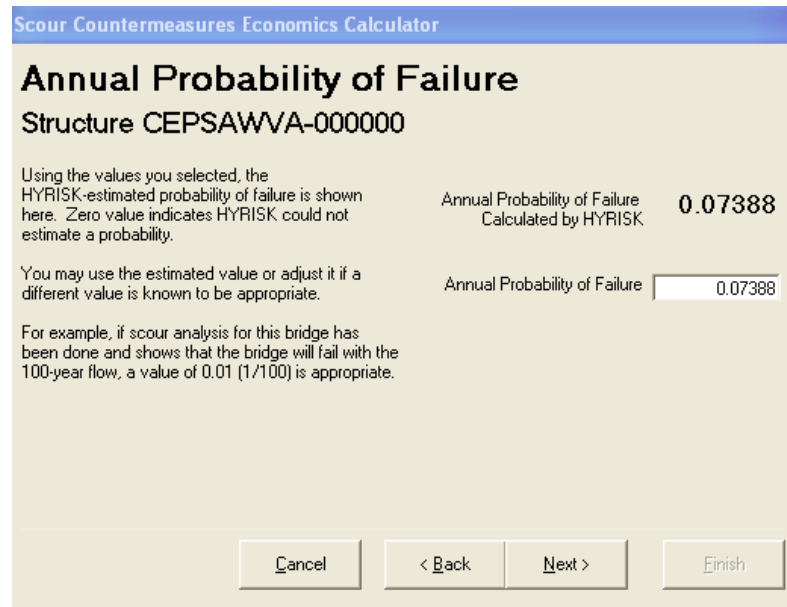 Scour Countermeasures Economics Calculator
Annual Probability of Failure
Structure CEPSAWVA-000000
Using the values you selected, the
HYRISK-estimated probability of failure is shown
here. Zero value indicates HYRISK could not
estimate a probability.
You may use the estimated value or adjust it if a
different value is known to be appropriate.
For example, if scour analysis for this bridge has
been done and shows that the bridge will fail with the
100-year flow, a value of 0.01 (1/100) is appropriate.
Annual Probability of Failure
Calculated by HYRISK
0.07388
Annual Probability of Failure
0.07388
Cancel
< Back
Next >
Finish